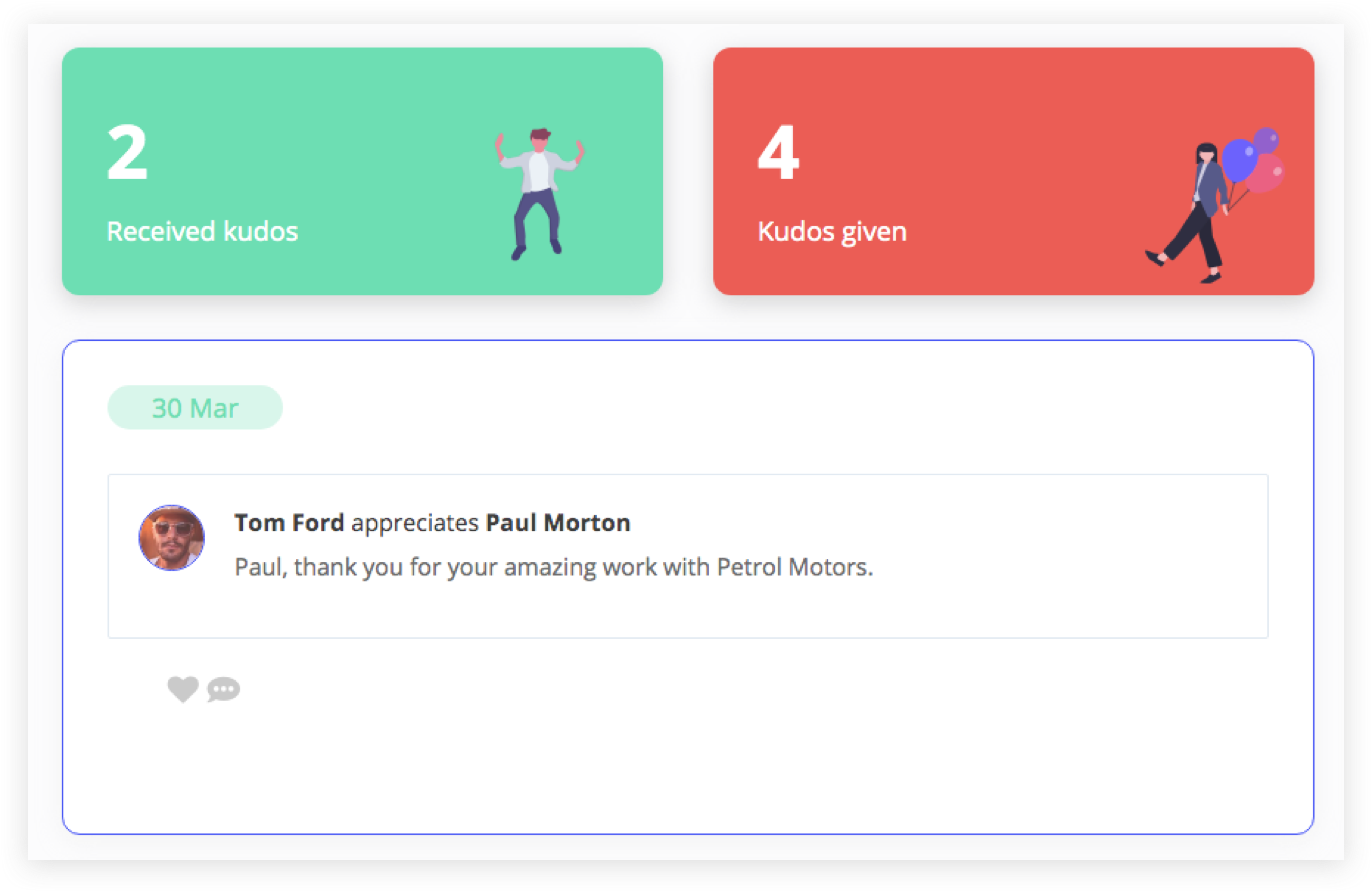 2
Received kudos
4
Kudos given
30 Mar
Tom Ford appreciates Paul Morton
Paul, thank you for your amazing work with Petrol Motors.